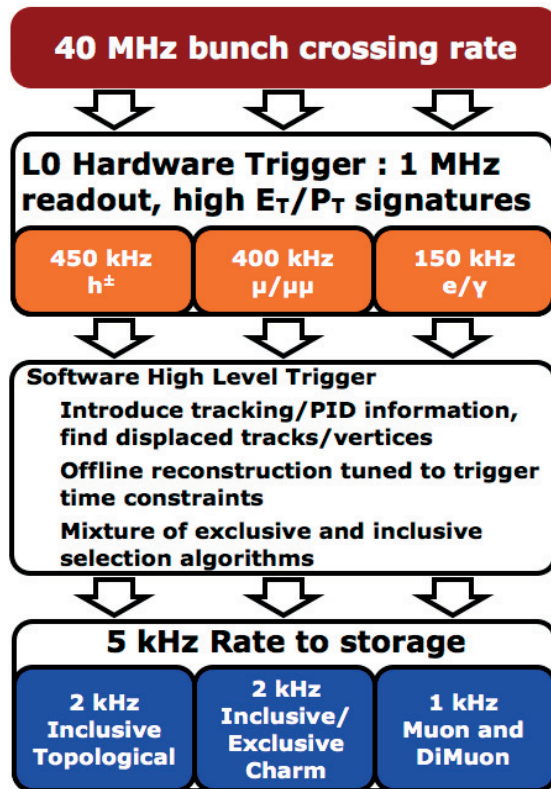 40 MHz bunch crossing rate
L0 Hardware Trigger : 1 MHz
readout, high E_T/P_T signatures
450 kHz
h±
400 kHz
μ/μμ
150 kHz
e/γ
Software High Level Trigger
Introduce tracking/PID information,
find displaced tracks/vertices
Offline reconstruction tuned to trigger
time constraints
Mixture of exclusive and inclusive
selection algorithms
5 kHz Rate to storage
2 kHz
Inclusive
Topological
2 kHz
Inclusive/
Exclusive
Charm
1 kHz
Muon and
DiMuon